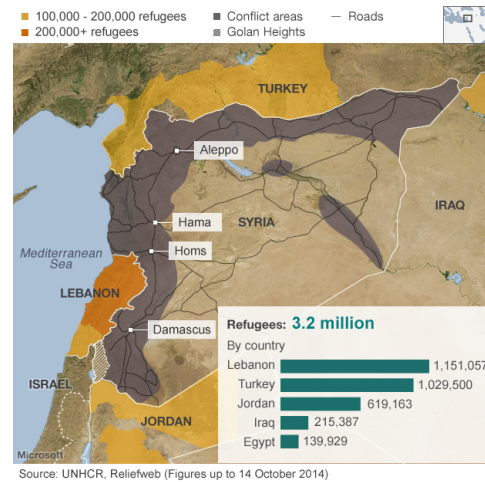 100,000 - 200,000 refugees
200,000+ refugees
Conflict areas
Golan Heights
Roads
TURKEY
Aleppo
Hama
SYRIA
IRAQ
Homs
Mediterranean
Sea
LEBANON
Damascus
ISRAEL
JORDAN
Refugees: 3.2 million
By country
Lebanon 1,151,057
Turkey 1,029,500
Jordan 619,163
Iraq 215,387
Egypt 139,929
Microsoft
Source: UNHCR, Reliefweb (Figures up to 14 October 2014)